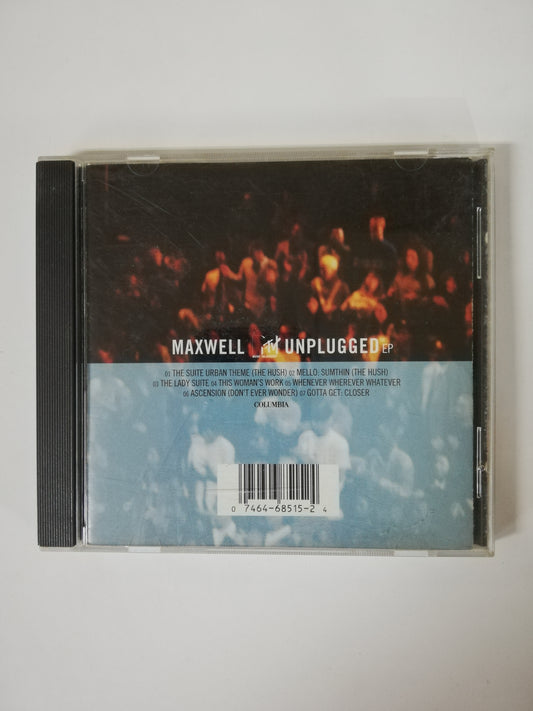 MAXWELL MTV UNPLUGGED EP
01 THE SUITE URBAN THEME (THE HUSH) 02 MELLO: SUMTHIN (THE HUSH)
03 THE LADY SUITE 04 THIS WOMAN'S WORK 05 WHENEVER WHEREVER WHATEVER
06 ASCENSION (DON'T EVER WONDER) 07 GOTTA GET: CLOSER
COLUMBIA
0 7464-68515-2 4